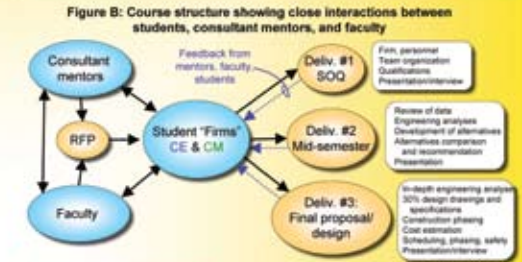 Figure B: Course structure showing close interactions between
students, consultant mentors, and faculty
Consultant
mentors
RFP
Faculty
Student "Firms"
CE & CM
Feedback from
mentors, faculty,
students
Deliv. #1
SOQ
Firm, personnel
Team organization
Qualifications
Presentation/interview
Deliv. #2
Mid-semester
Review of data
Engineering analyses
Development of alternatives
Alternatives comparison
and recommendation
Presentation
Deliv. #3:
Final proposal/
design
In-depth engineering analyses
30% design drawings and
specifications
Construction phasing
Cost estimation
Scheduling, phasing, safety
Presentation/interview